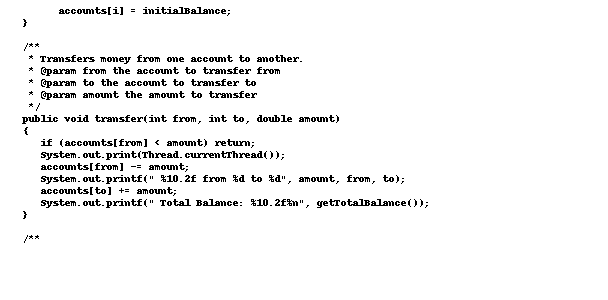 accounts[i] = initialBalance;
}
/**
* Transfers money from one account to another.
* @param from the account to transfer from
* @param to the account to transfer to
* @param amount the amount to transfer
*/
public void transfer(int from, int to, double amount)
{
if (accounts[from] < amount) return;
System.out.print(Thread.currentThread());
accounts[from] -= amount;
System.out.printf(" %10.2f from %d to %d", amount, from, to);
accounts[to] += amount;
System.out.printf(" Total Balance: %10.2f%n", getTotalBalance());
}
/**